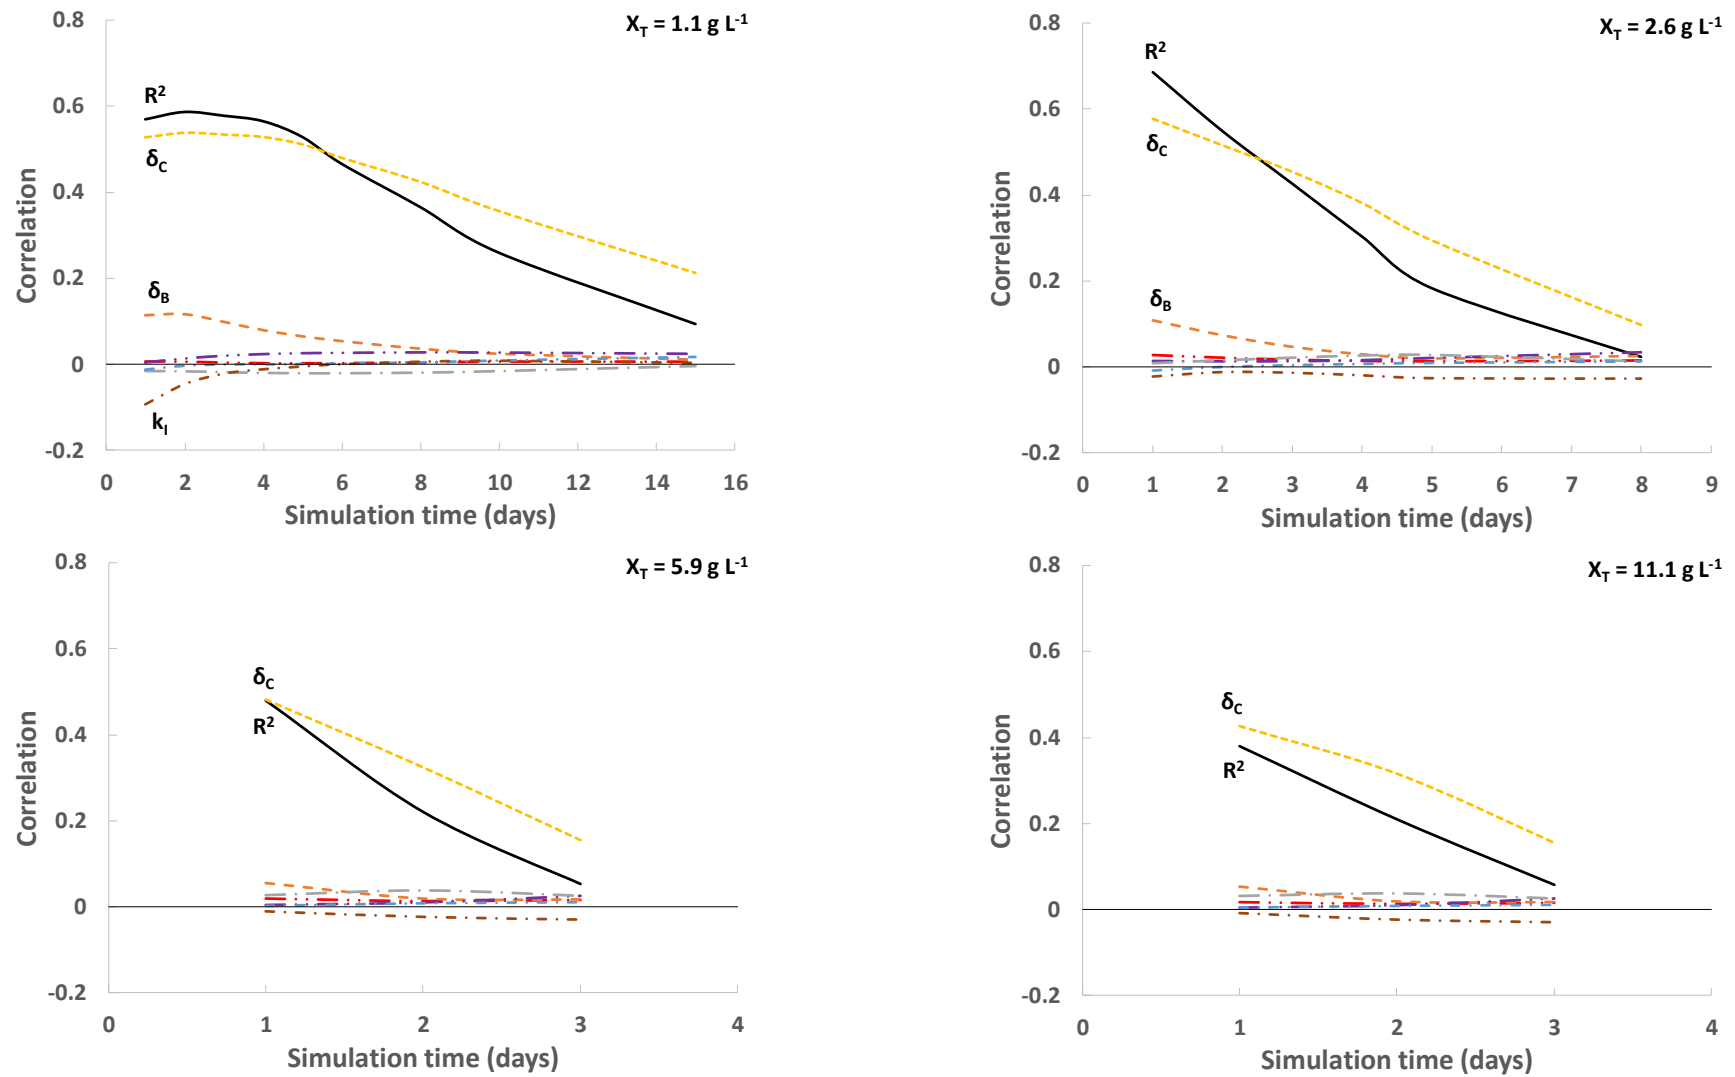 X_T = 1.1 g L⁻¹
0.8
0.6
0.4
0.2
0
-0.2
Correlation
R²
δ_C
δ_B
k_I
0 2 4 6 8 10 12 14 16
Simulation time (days)
X_T = 2.6 g L⁻¹
0.8
0.6
0.4
0.2
0
-0.2
Correlation
R²
δ_C
δ_B
0 1 2 3 4 5 6 7 8 9
Simulation time (days)
X_T = 5.9 g L⁻¹
0.8
0.6
0.4
0.2
0
-0.2
Correlation
δ_C
R²
0 1 2 3 4
Simulation time (days)
X_T = 11.1 g L⁻¹
0.8
0.6
0.4
0.2
0
-0.2
Correlation
δ_C
R²
0 1 2 3 4
Simulation time (days)